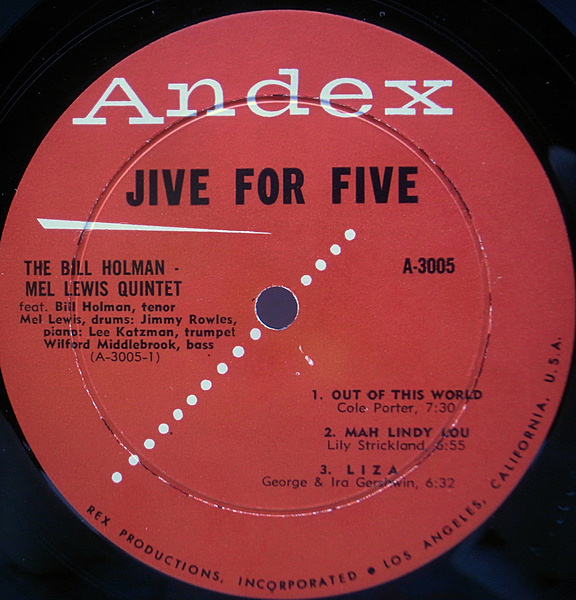 Andex
JIVE FOR FIVE
THE BILL HOLMAN -
MEL LEWIS QUINTET
feat. Bill Holman, tenor
Mel Lewis, drums: Jimmy Rowles,
piano: Lee Katzman, trumpet
Wilford Middlebrook, bass
(A-3005-1)
A-3005
1. OUT OF THIS WORLD
Cole Porter, 7:30
2. MAH LINDY LOU
Lily Strickland, 6:55
3. LIZA
George & Ira Gershwin, 6:32
REX PRODUCTIONS, INCORPORATED ● LOS ANGELES, CALIFORNIA, U.S.A.